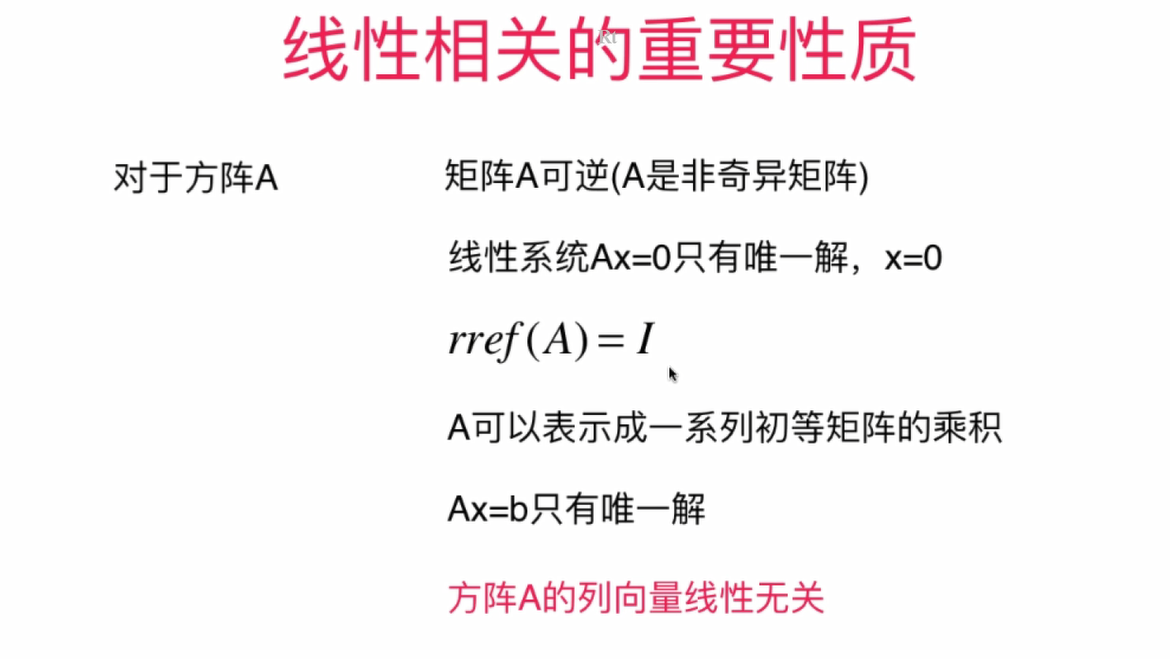 线性相关的重要性质
Rt
对于方阵A
矩阵A可逆(A是非奇异矩阵)
线性系统Ax=0只有唯一解，x=0
rref(A)=I
A可以表示成一系列初等矩阵的乘积
Ax=b只有唯一解
方阵A的列向量线性无关